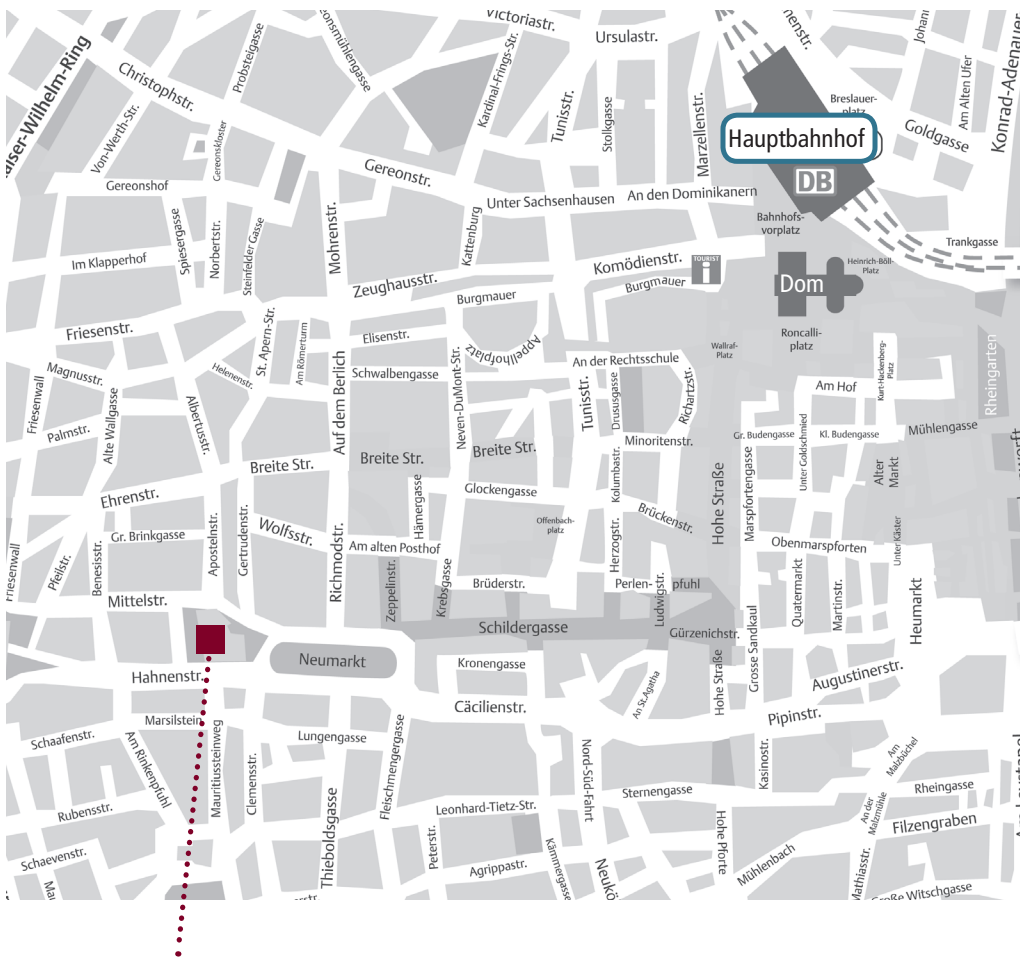 Victoriastr.
Ursulastr.
Christophstr.
Probsteigasse
Kardinal-Frings-Str.
Tunisstr.
Stolkgasse
Marzellenstr.
Breslauer-
platz
Goldgasse
Am Alten Ufer
Konrad-Adenauer
Hauptbahnhof
DB
Von-Werth-Str.
Gereonskloster
Gereonshof
Gereonstr.
Unter Sachsenhausen
An den Dominikanern
Bahnhofs-
vorplatz
Trankgasse
Spiesergasse
Norbertstr.
Steinfelder Gasse
Mohrenstr.
Kattenburg
Im Klapperhof
Zeughausstr.
Komödienstr.
TOURIST
i
Burgmauer
Burgmauer
Dom
Heinrich-Böll-
Platz
Friesenstr.
St. Apern-Str.
Am Römerturm
Elisenstr.
Appellhofplatz
Wallraf-
Platz
Roncalli-
platz
Rheingarten
Magnusstr.
Helenenstr.
Schwalbengasse
An der Rechtsschule
Am Hof
Kurt-Hackenberg-
Platz
Friesenwall
Palmstr.
Alte Wallgasse
Albertusstr.
Auf dem Berlich
Neven-DuMont-Str.
Tunisstr.
Drususgasse
Richartzstr.
Minoritenstr.
Gr. Budengasse
Kl. Budengasse
Mühlengasse
Unter Goldschmied
Alter
Markt
Breite Str.
Breite Str.
Breite Str.
Ehrenstr.
Glockengasse
Kolumbastr.
Hohe Straße
Marspfortengasse
Hämergasse
Gr. Brinkgasse
Apostelnstr.
Gertrudenstr.
Wolfsstr.
Richmodstr.
Am alten Posthof
Offenbach-
platz
Brückenstr.
Herzogstr.
Obenmarspforten
Unter Käster
Friesenwall
Pfeilstr.
Benesisstr.
Mittelstr.
Zeppelinstr.
Krebsgasse
Brüderstr.
Perlen-
pfuhl
Ludwigstr.
Quatermarkt
Martinstr.
Heumarkt
Schildergasse
Gürzenichstr.
Grosse Sandkaul
Neumarkt
Kronengasse
An St. Agatha
Hohe Straße
Augustinerstr.
Hahnenstr.
Cäcilienstr.
Pipinstr.
Marsilstein
Schaafenstr.
Am Rinkenpfuhl
Mauritiussteinweg
Clemensstr.
Lungengasse
Fleischmengergasse
Nord-Süd-Fahrt
Kasinostr.
Am
Malzbüchel
Rubensstr.
Thieboldsgasse
Leonhard-Tietz-Str.
Sternengasse
Rheingasse
An der
Malzmühle
Filzengraben
Schaevenstr.
Peterstr.
Agrippastr.
Kämmergasse
Hohe Pforte
Mühlenbach